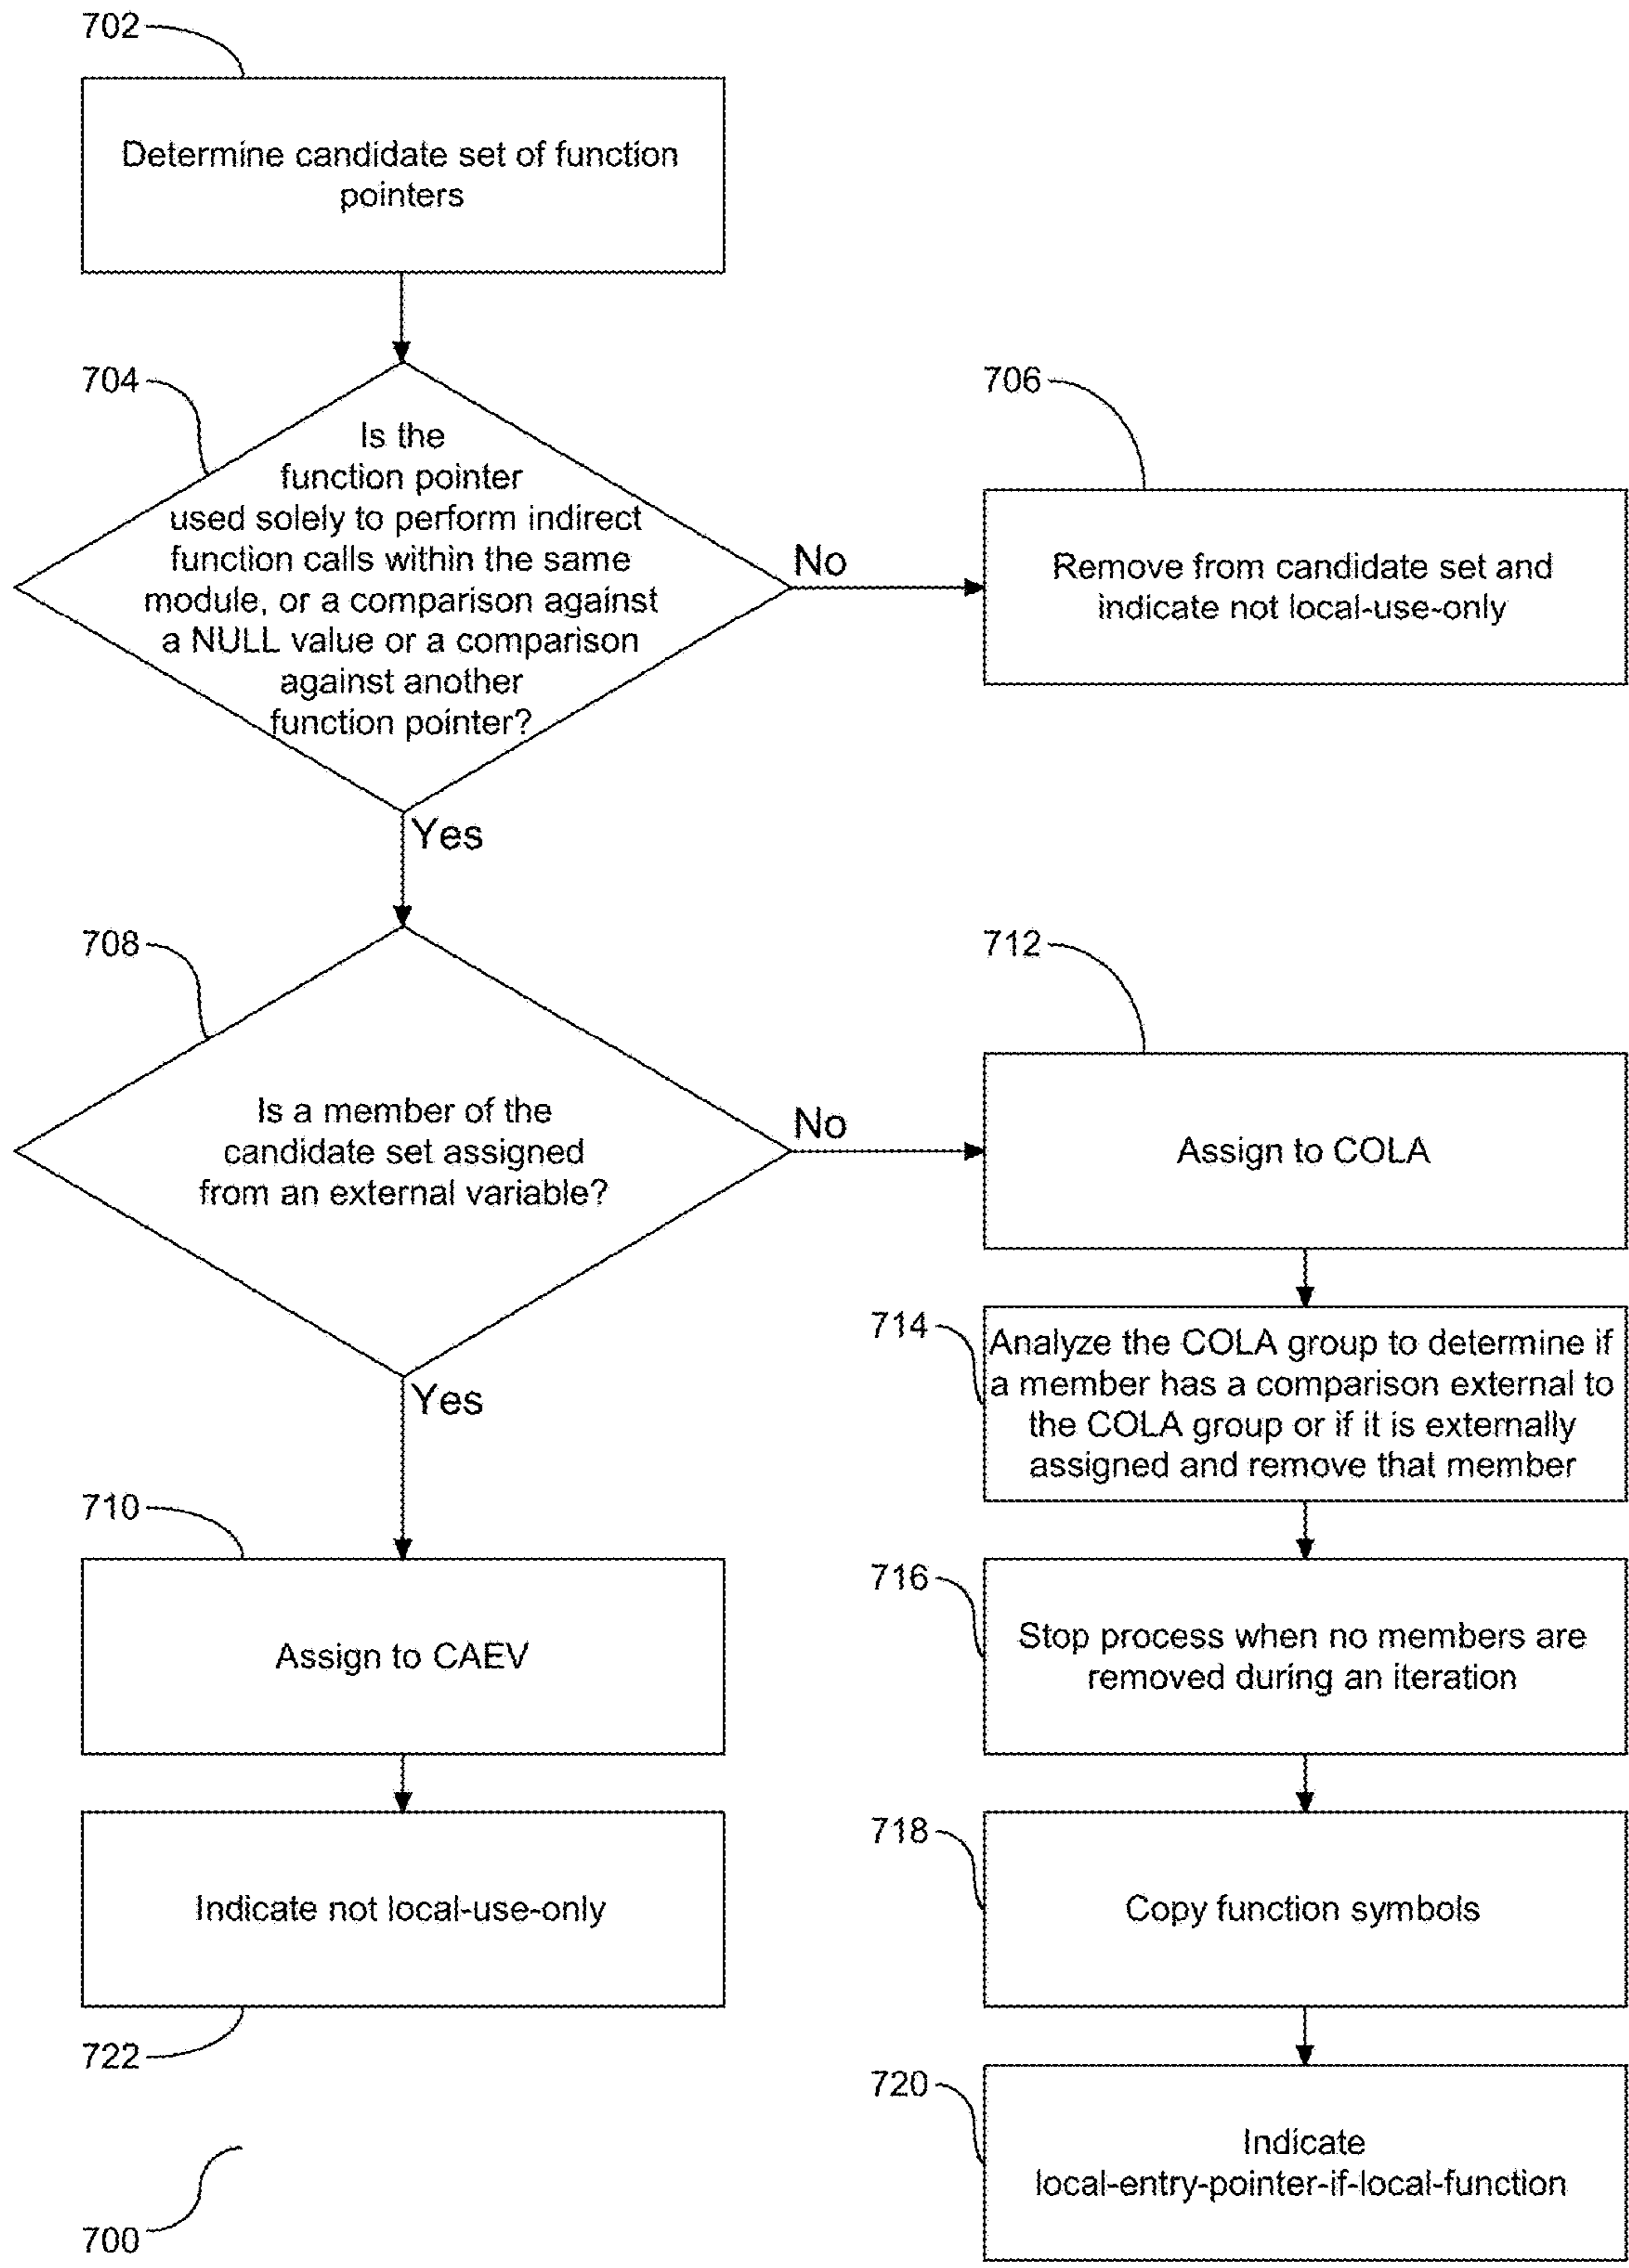 702
Determine candidate set of function
pointers
704
Is the
function pointer
used solely to perform indirect
function calls within the same
module, or a comparison against
a NULL value or a comparison
against another
function pointer?
No
706
Remove from candidate set and
indicate not local-use-only
Yes
708
Is a member of the
candidate set assigned
from an external variable?
No
712
Assign to COLA
714
Analyze the COLA group to determine if
a member has a comparison external to
the COLA group or if it is externally
assigned and remove that member
Yes
710
Assign to CAEV
716
Stop process when no members are
removed during an iteration
Indicate not local-use-only
722
718
Copy function symbols
720
Indicate
local-entry-pointer-if-local-function
700